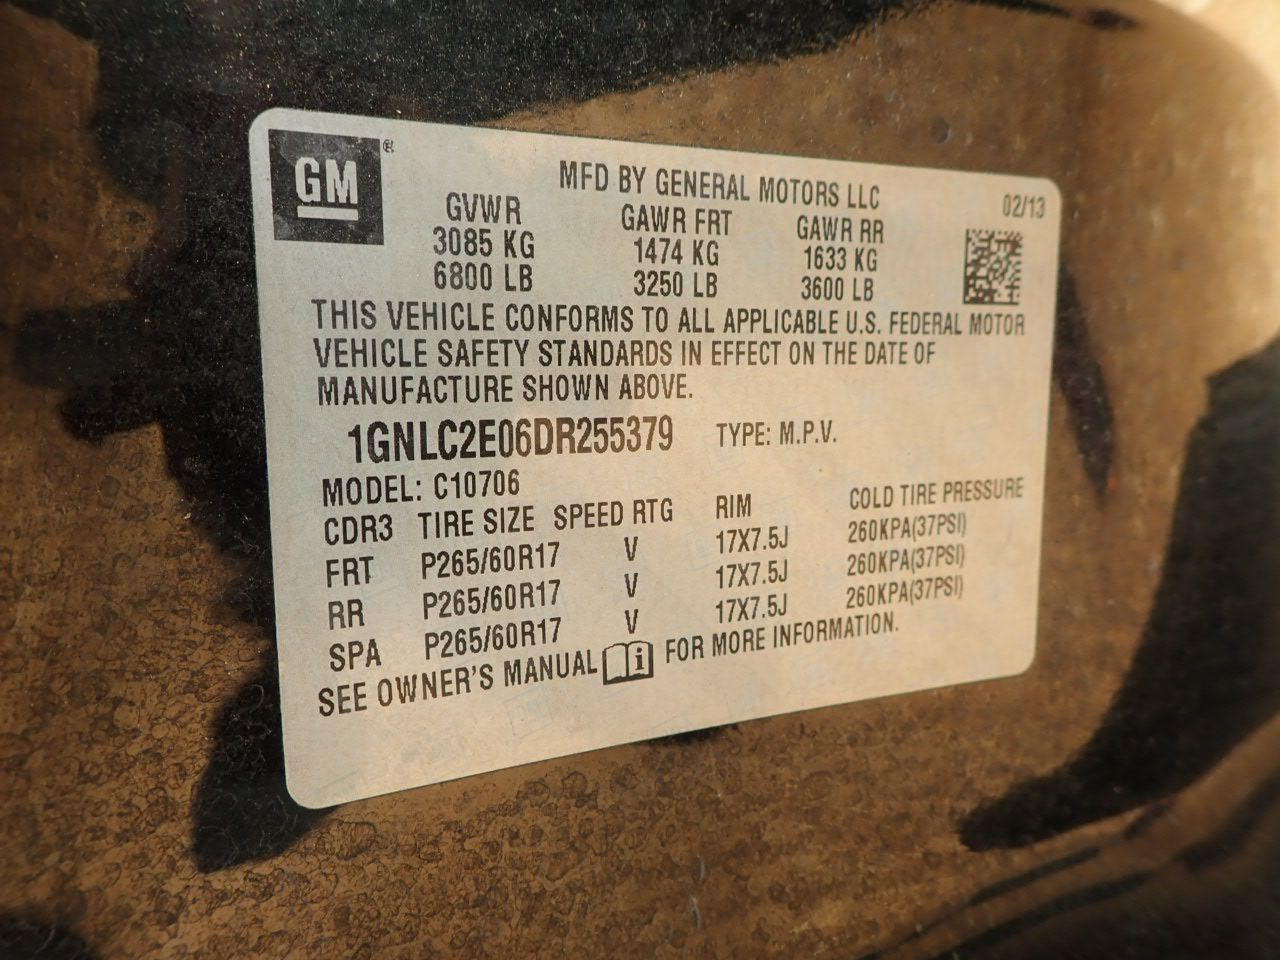 GM®
MFD BY GENERAL MOTORS LLC
02/13
GVWR GAWR FRT GAWR RR
3085 KG 1474 KG 1633 KG
6800 LB 3250 LB 3600 LB
THIS VEHICLE CONFORMS TO ALL APPLICABLE U.S. FEDERAL MOTOR
VEHICLE SAFETY STANDARDS IN EFFECT ON THE DATE OF
MANUFACTURE SHOWN ABOVE.
1GNLC2E06DR255379 TYPE: M.P.V.
MODEL: C10706
CDR3 TIRE SIZE SPEED RTG RIM COLD TIRE PRESSURE
FRT P265/60R17 V 17X7.5J 260KPA(37PSI)
RR P265/60R17 V 17X7.5J 260KPA(37PSI)
SPA P265/60R17 V 17X7.5J 260KPA(37PSI)
SEE OWNER'S MANUAL i FOR MORE INFORMATION.